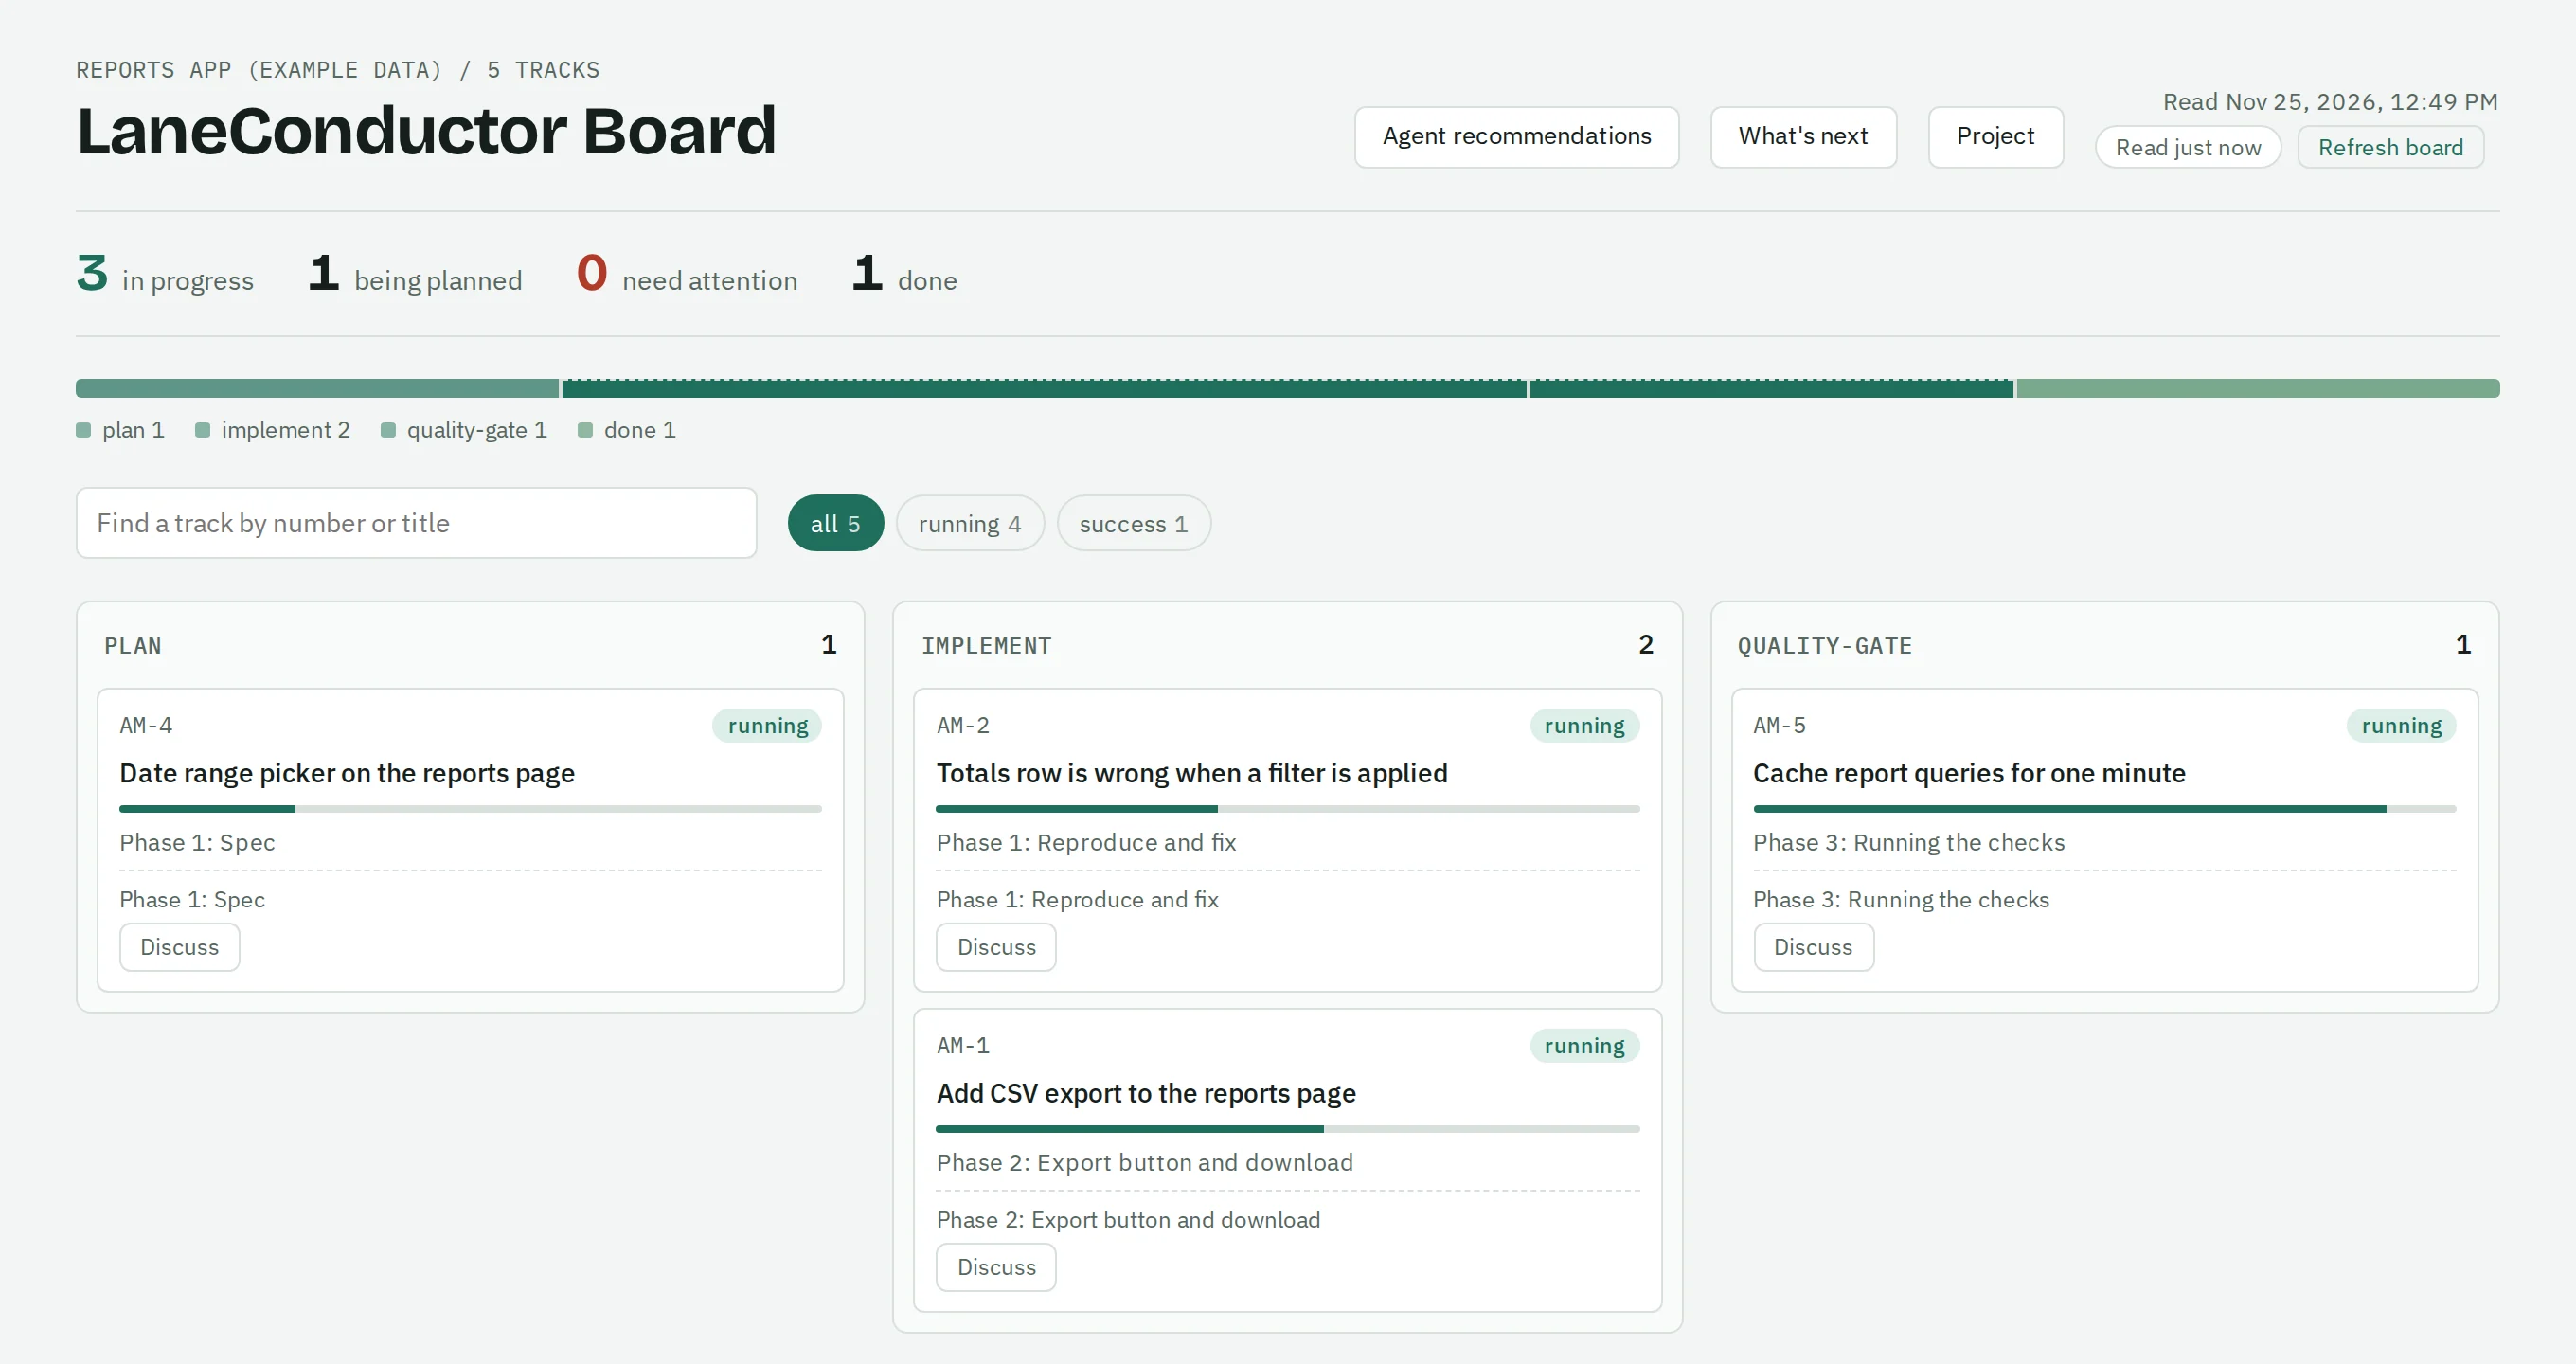 REPORTS APP (EXAMPLE DATA) / 5 TRACKS
LaneConductor Board
Agent recommendations
What's next
Project
Read Nov 25, 2026, 12:49 PM
Read just now
Refresh board
3 in progress
1 being planned
0 need attention
1 done
plan 1
implement 2
quality-gate 1
done 1
Find a track by number or title
all 5
running 4
success 1
PLAN 1
AM-4 running
Date range picker on the reports page
Phase 1: Spec
Phase 1: Spec
Discuss
IMPLEMENT 2
AM-2 running
Totals row is wrong when a filter is applied
Phase 1: Reproduce and fix
Phase 1: Reproduce and fix
Discuss
AM-1 running
Add CSV export to the reports page
Phase 2: Export button and download
Phase 2: Export button and download
Discuss
QUALITY-GATE 1
AM-5 running
Cache report queries for one minute
Phase 3: Running the checks
Phase 3: Running the checks
Discuss